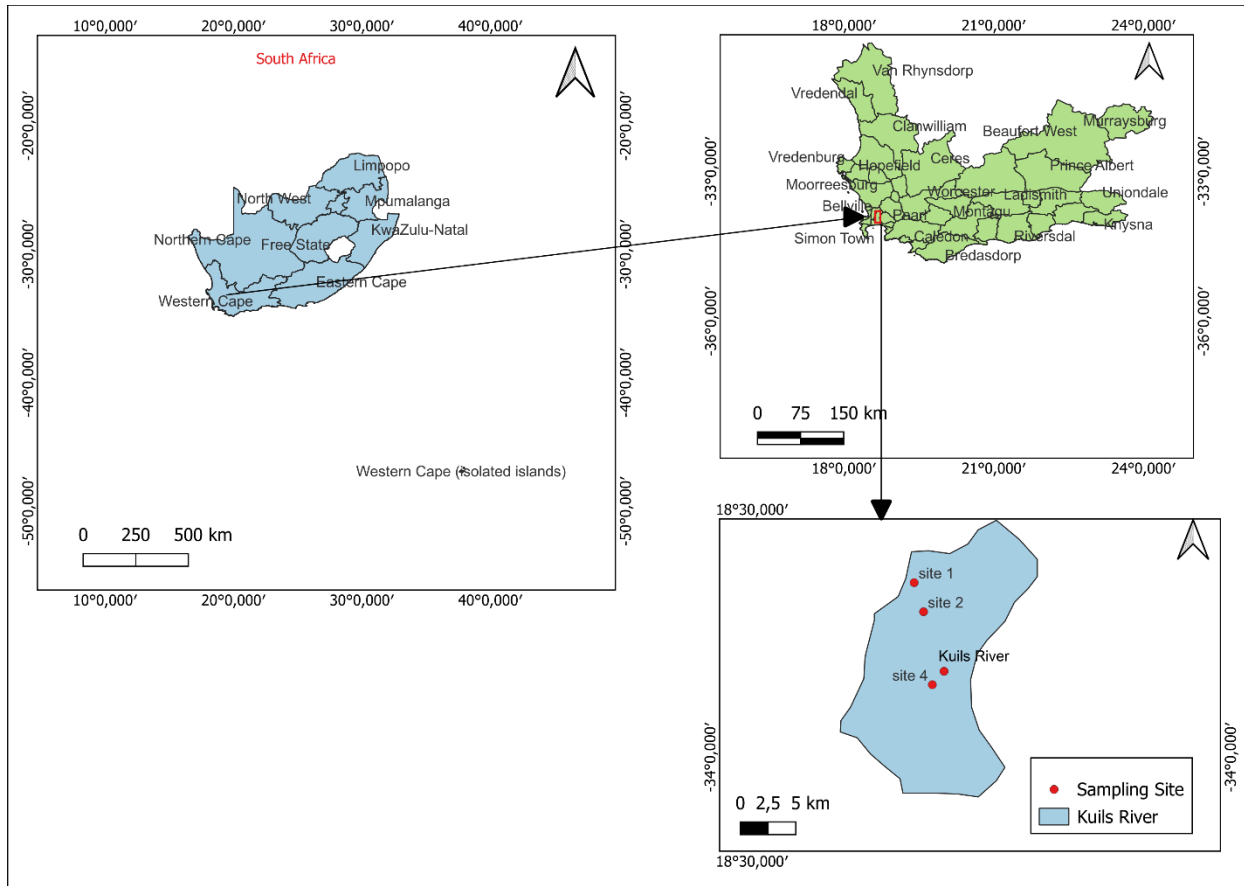 10°0,000′ 20°0,000′ 30°0,000′ 40°0,000′
South Africa
-20°0,000′
-20°0,000′
Limpopo
North West
Mpumalanga
KwaZulu-Natal
Northern Cape
Free State
-30°0,000′
-30°0,000′
Eastern Cape
Western Cape
-40°0,000′
-40°0,000′
Western Cape (isolated islands)
-50°0,000′
-50°0,000′
0 250 500 km
10°0,000′ 20°0,000′ 30°0,000′ 40°0,000′
18°0,000′ 21°0,000′ 24°0,000′
Van Rhynsdorp
Vredendal
Clanwilliam
Murraysburg
Beaufort West
-33°0,000′
-33°0,000′
Vredenburg
Hopefield
Ceres
Prince Albert
Moorreesburg
Worcester
Ladismith
Uniondale
Bellville
Paarl
Montagu
Knysna
Simon Town
Caledon
Riversdal
Bredasdorp
-36°0,000′
-36°0,000′
0 75 150 km
18°0,000′ 21°0,000′ 24°0,000′
18°30,000′
site 1
site 2
Kuils River
site 4
-34°0,000′
-34°0,000′
0 2,5 5 km
Sampling Site
Kuils River
18°30,000′